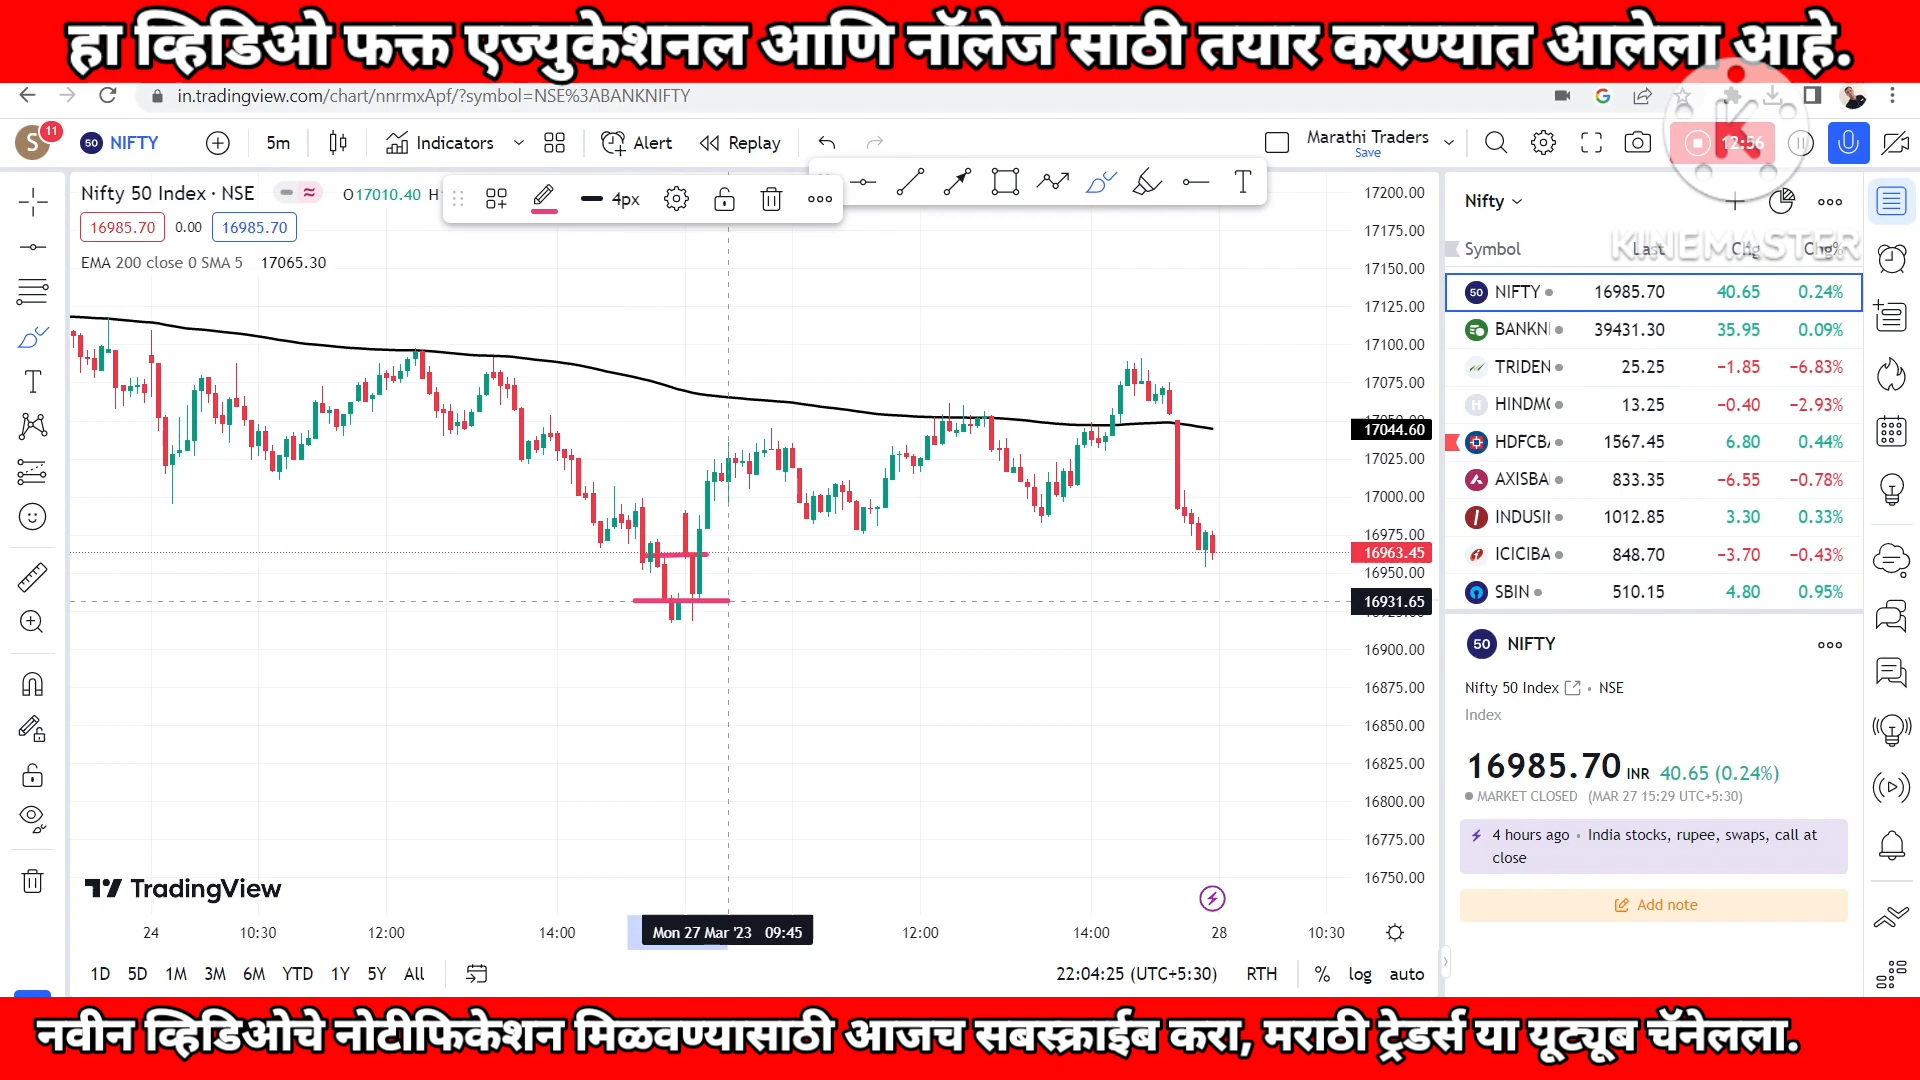 हा व्हिडिओ फक्त एज्युकेशनल आणि नॉलेज साठी तयार करण्यात आलेला आहे.
in.tradingview.com/chart/nnrmxApf/?symbol=NSE%3ABANKNIFTY
S 11 50 NIFTY 5m Indicators Alert Replay Marathi Traders Save 12:56
Nifty 50 Index · NSE O17010.40 4px T
16985.70 0.00 16985.70
EMA 200 close 0 SMA 5 17065.30
17200.00
17175.00
17150.00
17125.00
17100.00
17075.00
17044.60
17025.00
17000.00
16975.00
16963.45
16950.00
16931.65
16900.00
16875.00
16850.00
16825.00
16800.00
16775.00
16750.00
TradingView
24 10:30 12:00 14:00 Mon 27 Mar '23 09:45 12:00 14:00 28 10:30
1D 5D 1M 3M 6M YTD 1Y 5Y All 22:04:25 (UTC+5:30) RTH % log auto
Nifty
KINEMASTER
Symbol Last Chg Chg%
50 NIFTY 16985.70 40.65 0.24%
BANKNI 39431.30 35.95 0.09%
TRIDEN 25.25 −1.85 −6.83%
HINDMO 13.25 −0.40 −2.93%
HDFCBA 1567.45 6.80 0.44%
AXISBA 833.35 −6.55 −0.78%
INDUSI 1012.85 3.30 0.33%
ICICIBA 848.70 −3.70 −0.43%
SBIN 510.15 4.80 0.95%
50 NIFTY
Nifty 50 Index • NSE
Index
16985.70 INR 40.65 (0.24%)
MARKET CLOSED (MAR 27 15:29 UTC+5:30)
4 hours ago • India stocks, rupee, swaps, call at
close
Add note
नवीन व्हिडिओचे नोटीफिकेशन मिळवण्यासाठी आजच सबस्क्राईब करा, मराठी ट्रेडर्स या यूट्यूब चॅनेलला.